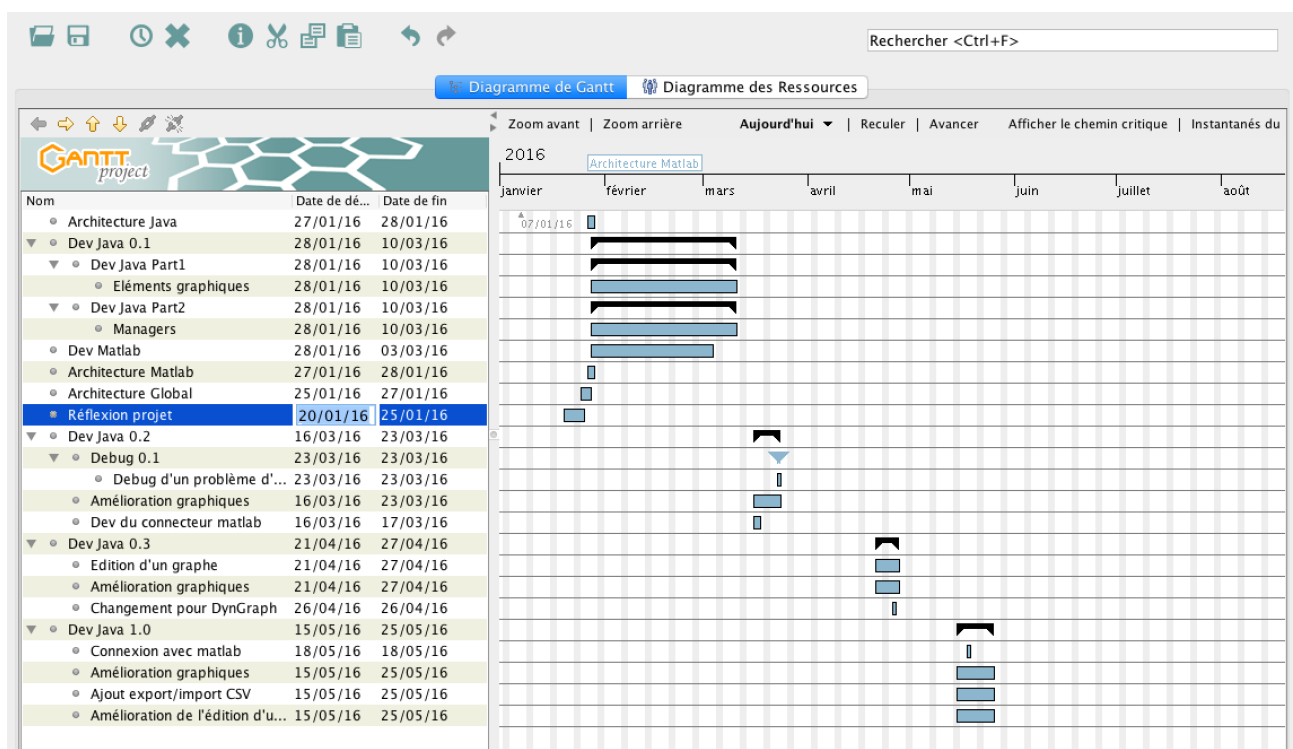 Rechercher <Ctrl+F>
Diagramme de Gantt Diagramme des Ressources
Zoom avant | Zoom arrière Aujourd'hui | Reculer | Avancer Afficher le chemin critique | Instantanés du
GANTT project
2016
Architecture Matlab
janvier février mars avril mai juin juillet août
Nom Date de dé... Date de fin
Architecture Java 27/01/16 28/01/16 07/01/16
Dev Java 0.1 28/01/16 10/03/16
Dev Java Part1 28/01/16 10/03/16
Eléments graphiques 28/01/16 10/03/16
Dev Java Part2 28/01/16 10/03/16
Managers 28/01/16 10/03/16
Dev Matlab 28/01/16 03/03/16
Architecture Matlab 27/01/16 28/01/16
Architecture Global 25/01/16 27/01/16
Réflexion projet 20/01/16 25/01/16
Dev Java 0.2 16/03/16 23/03/16
Debug 0.1 23/03/16 23/03/16
Debug d'un problème d'... 23/03/16 23/03/16
Amélioration graphiques 16/03/16 23/03/16
Dev du connecteur matlab 16/03/16 17/03/16
Dev Java 0.3 21/04/16 27/04/16
Edition d'un graphe 21/04/16 27/04/16
Amélioration graphiques 21/04/16 27/04/16
Changement pour DynGraph 26/04/16 26/04/16
Dev Java 1.0 15/05/16 25/05/16
Connexion avec matlab 18/05/16 18/05/16
Amélioration graphiques 15/05/16 25/05/16
Ajout export/import CSV 15/05/16 25/05/16
Amélioration de l'édition d'u... 15/05/16 25/05/16